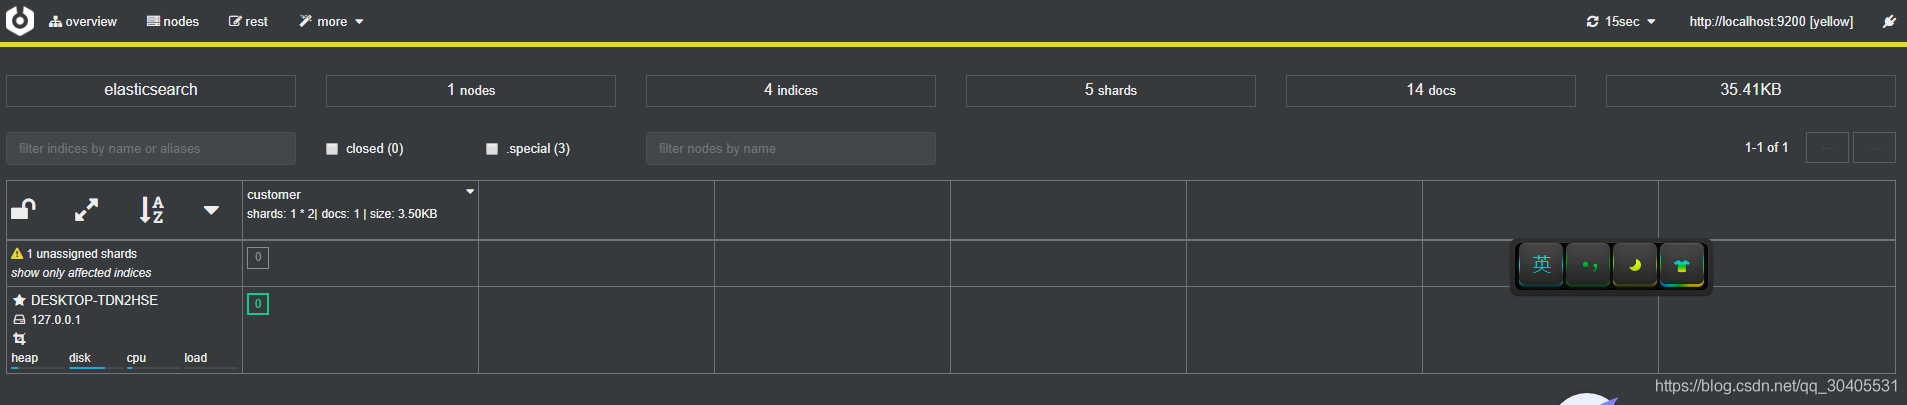 overview nodes rest more 15sec http://localhost:9200 [yellow]
elasticsearch 1 nodes 4 indices 5 shards 14 docs 35.41KB
filter indices by name or aliases closed (0) .special (3) filter nodes by name 1-1 of 1
customer
shards: 1 * 2| docs: 1 | size: 3.50KB
1 unassigned shards 0
show only affected indices
英
DESKTOP-TDN2HSE 0
127.0.0.1
heap disk cpu load
https://blog.csdn.net/qq_30405531